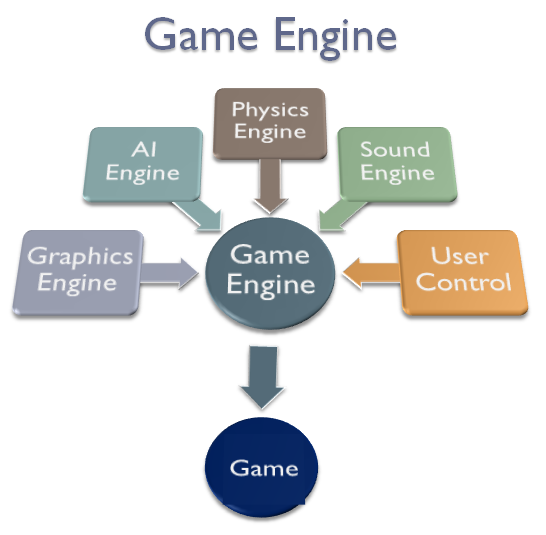 Game Engine
Physics
Engine
AI
Engine
Sound
Engine
Graphics
Engine
Game
Engine
User
Control
Game